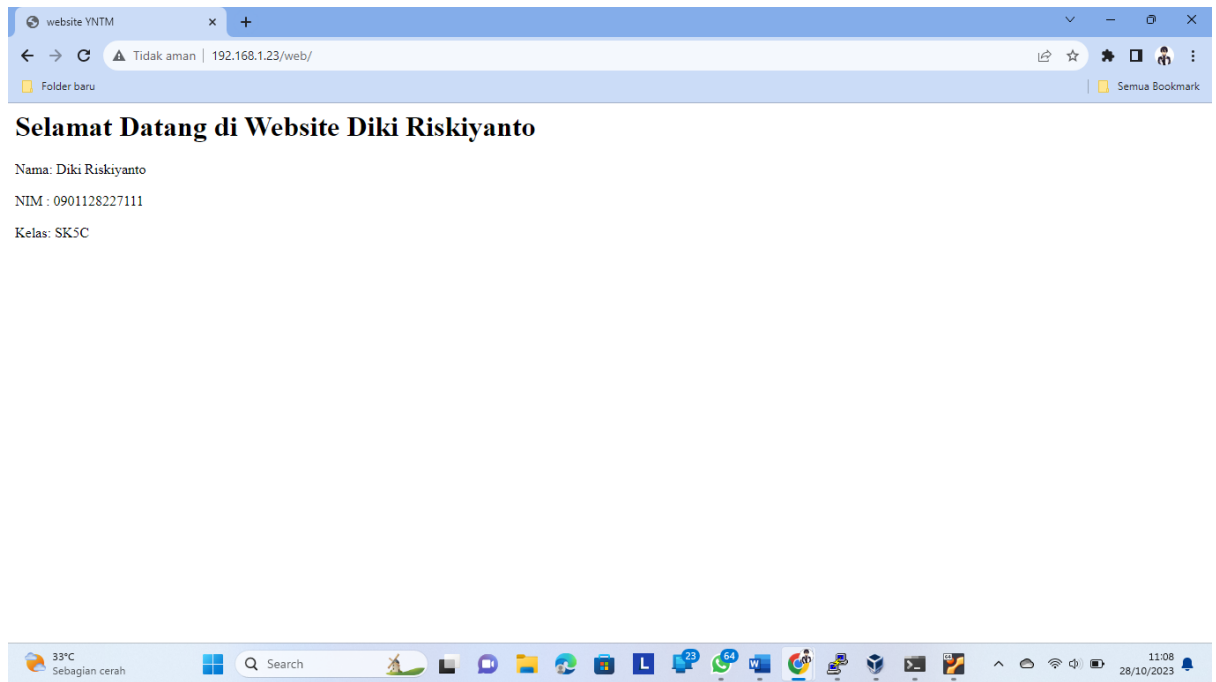 website YNTM
Tidak aman
192.168.1.23/web/
Folder baru
Semua Bookmark
Selamat Datang di Website Diki Riskiyanto
Nama: Diki Riskiyanto
NIM : 0901128227111
Kelas: SK5C
33°C
Sebagian cerah
Search
L
23
64
W
11:08
28/10/2023